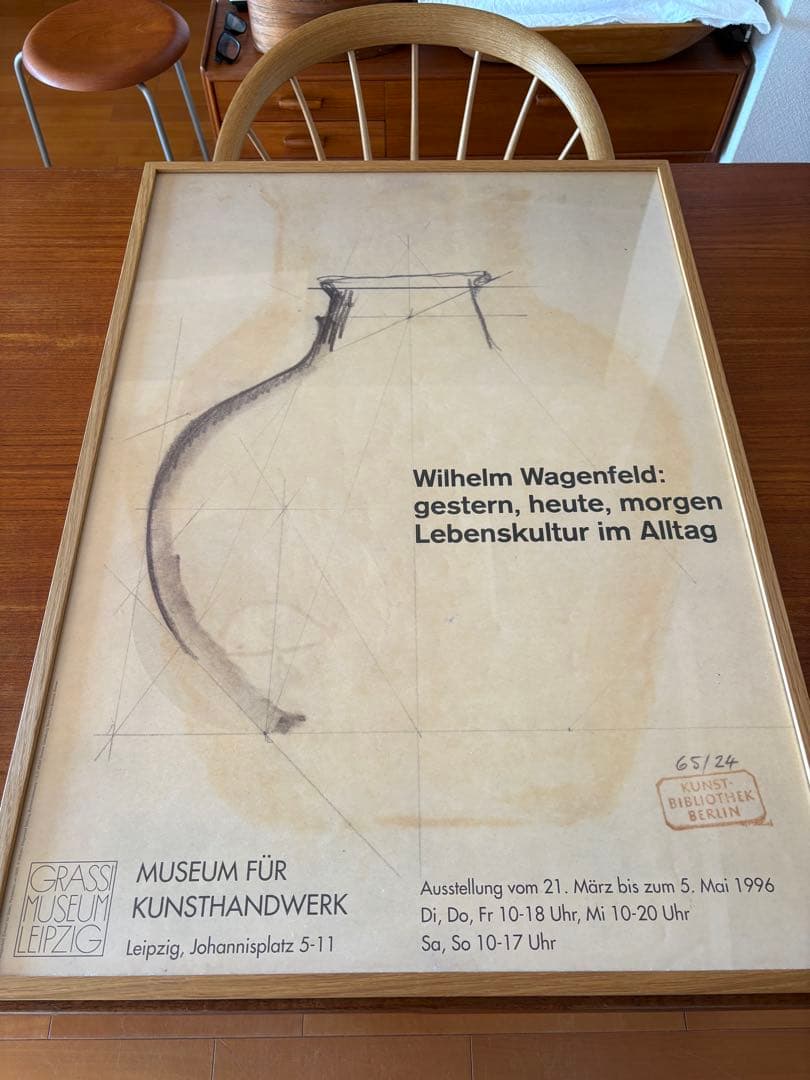 Wilhelm Wagenfeld:
gestern, heute, morgen
Lebenskultur im Alltag
65/24
KUNST-
BIBLIOTHEK
BERLIN
GRASSI
MUSEUM
LEIPZIG
MUSEUM FÜR
KUNSTHANDWERK
Leipzig, Johannisplatz 5-11
Ausstellung vom 21. März bis zum 5. Mai 1996
Di, Do, Fr 10-18 Uhr, Mi 10-20 Uhr
Sa, So 10-17 Uhr